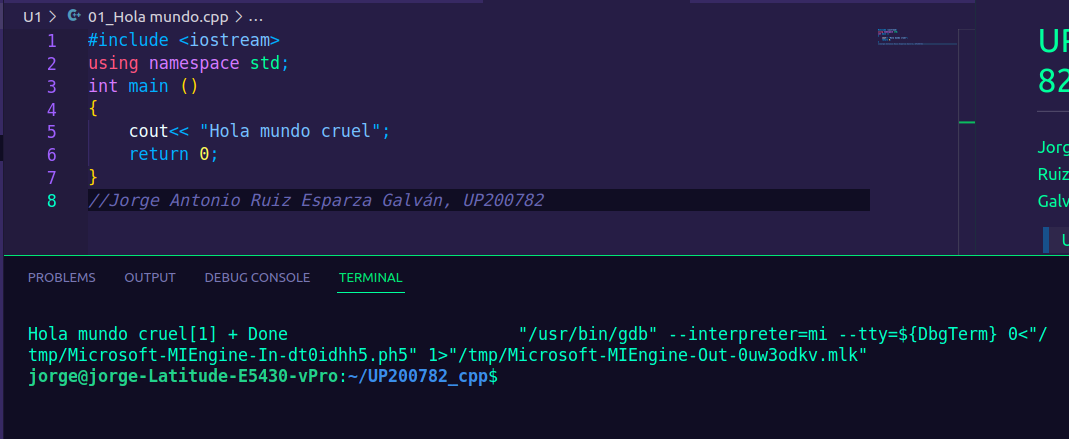 U1 > 01_Hola mundo.cpp > ...
1 #include <iostream>
2 using namespace std;
3 int main ()
4 {
5 cout<< "Hola mundo cruel";
6 return 0;
7 }
8 //Jorge Antonio Ruiz Esparza Galván, UP200782
UP
82
Jorg
Ruiz
Galv
U
PROBLEMS OUTPUT DEBUG CONSOLE TERMINAL
Hola mundo cruel[1] + Done "/usr/bin/gdb" --interpreter=mi --tty=${DbgTerm} 0<"/
tmp/Microsoft-MIEngine-In-dt0idhh5.ph5" 1>"/tmp/Microsoft-MIEngine-Out-0uw3odkv.mlk"
jorge@jorge-Latitude-E5430-vPro:~/UP200782_cpp$